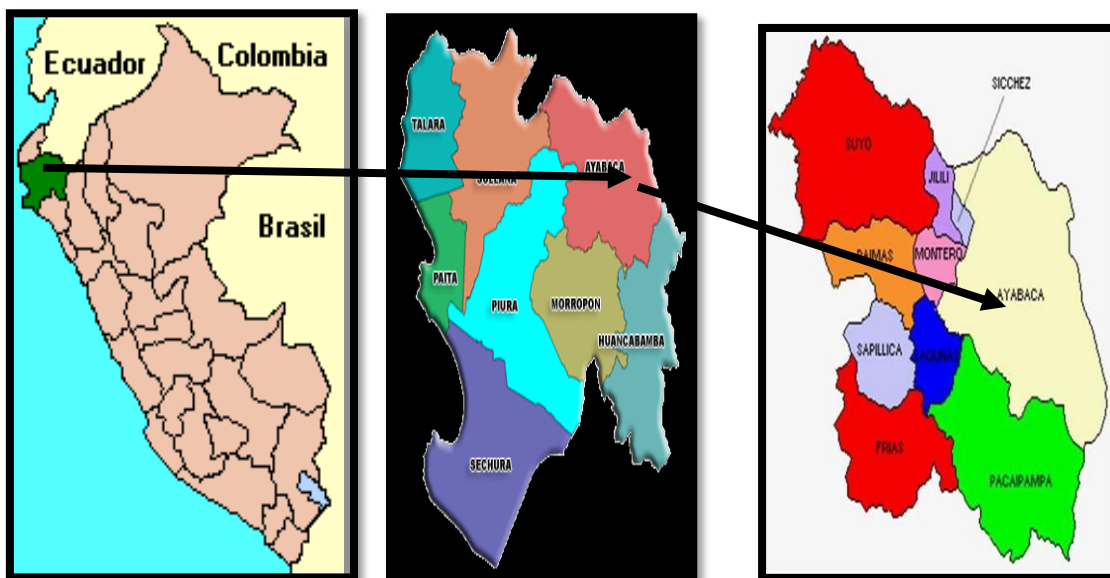 Ecuador
Colombia
Brasil
TALARA
SULLANA
AYABACA
PAITA
PIURA
MORROPON
HUANCABAMBA
SECHURA
SICCHEZ
SUYO
JILILI
PAIMAS
MONTERO
AYABACA
SAPILLICA
LAGUNAS
FRIAS
PACAIPAMPA